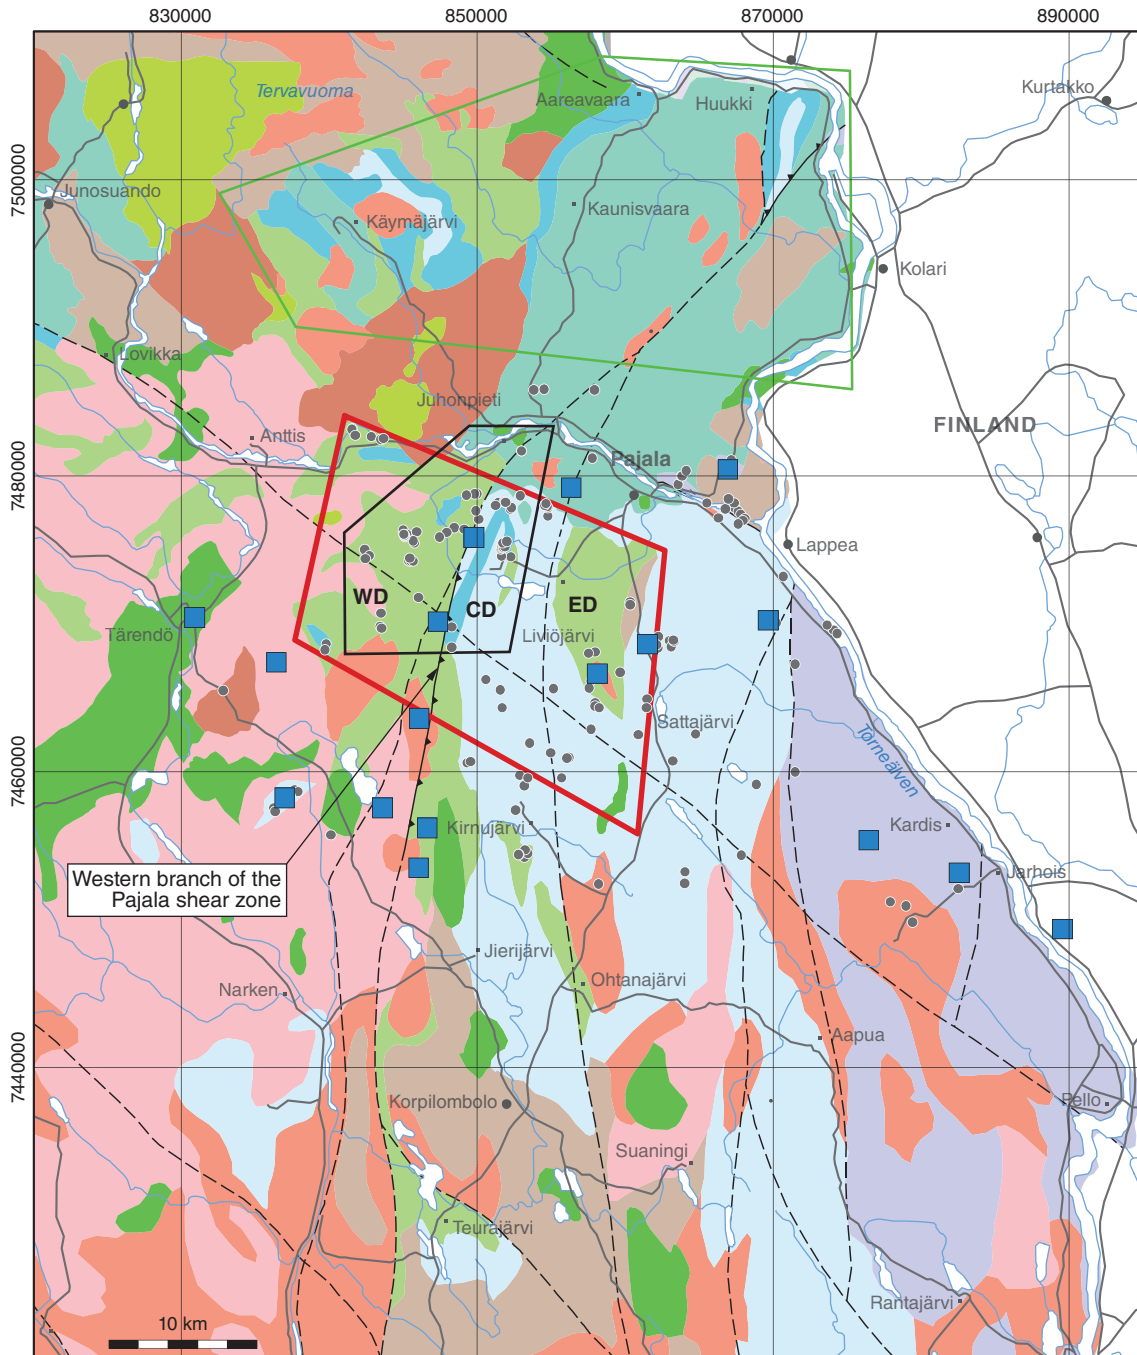 830000
850000
870000
890000
7500000
7480000
7460000
7440000
Tervavuoma
Aareavaara
Huukki
Kurtakko
Junosuando
Käymäjärvi
Kaunisvaara
Kolari
Lovikka
Juhonpieti
Anttis
FINLAND
Pajala
Lappea
WD
CD
ED
Tärendö
Liviöjärvi
Sattajärvi
Torneälven
Kirnujärvi
Kardis
Jarhois
Western branch of the
Pajala shear zone
Jierijärvi
Narken
Ohtanajärvi
Aapua
Korpilombolo
Pello
Suaningi
Teurajärvi
Rantajärvi
10 km